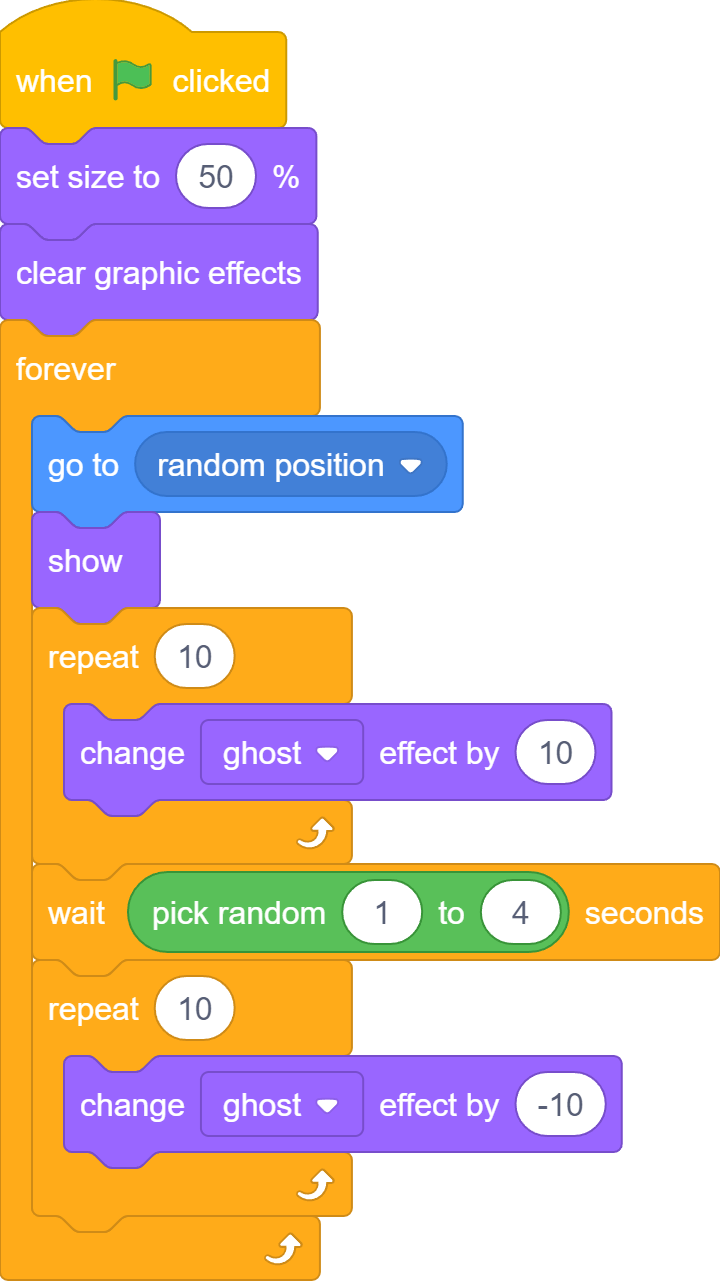 when clicked
set size to 50 %
clear graphic effects
forever
go to random position
show
repeat 10
change ghost effect by 10
wait pick random 1 to 4 seconds
repeat 10
change ghost effect by -10